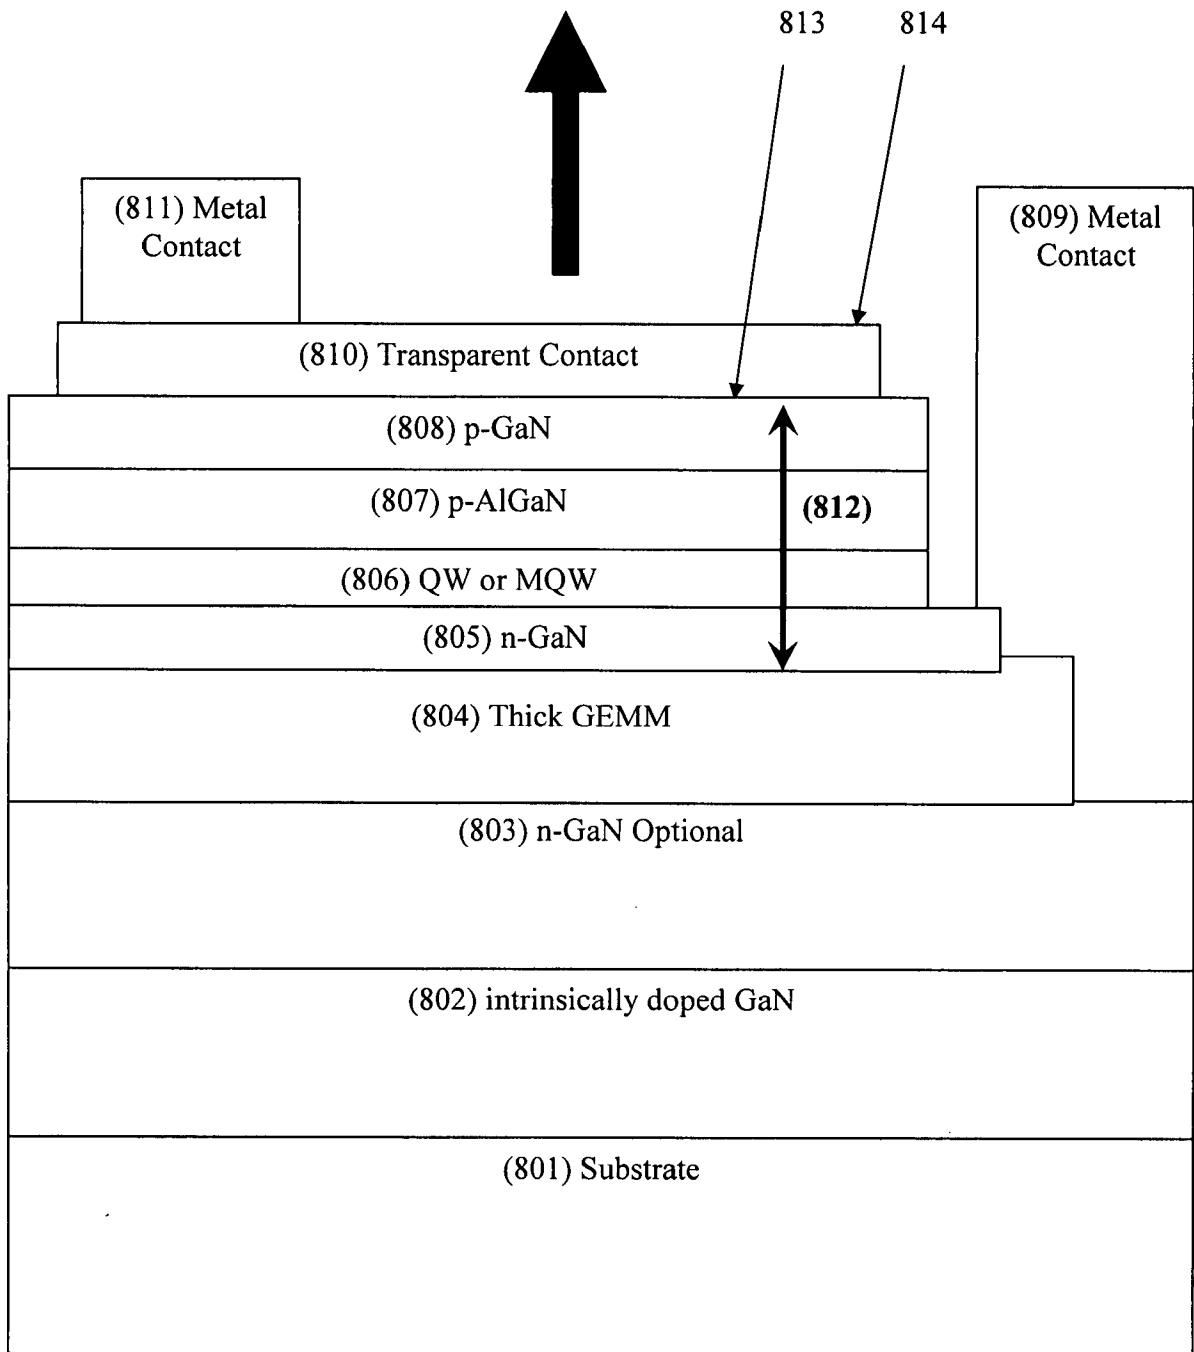 813
814
(811) Metal
Contact
(809) Metal
Contact
(810) Transparent Contact
(808) p-GaN
(807) p-AlGaN
(812)
(806) QW or MQW
(805) n-GaN
(804) Thick GEMM
(803) n-GaN Optional
(802) intrinsically doped GaN
(801) Substrate